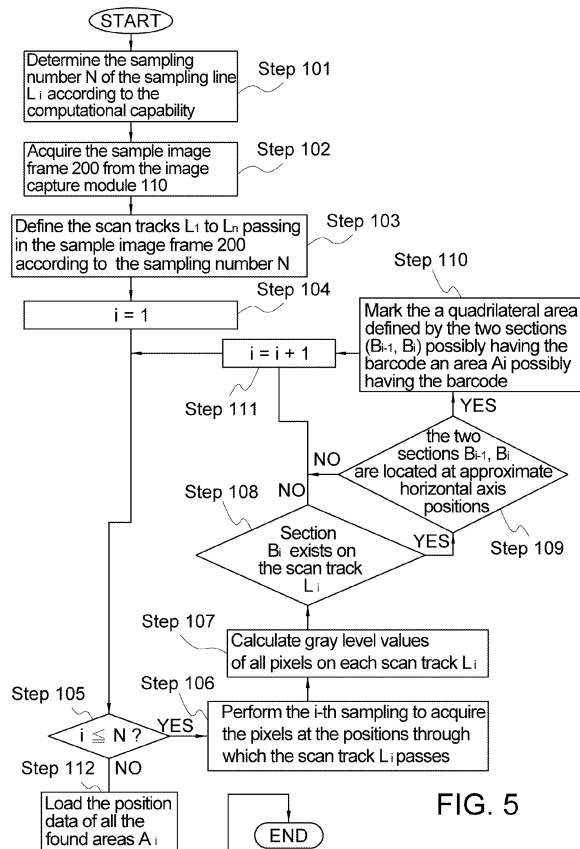 START
Determine the sampling
number N of the sampling line
L i according to the
computational capability
Step 101
Acquire the sample image
frame 200 from the image
capture module 110
Step 102
Define the scan tracks L1 to Ln passing
in the sample image frame 200
according to the sampling number N
Step 103
i = 1
Step 104
Step 110
Mark the a quadrilateral area
defined by the two sections
(Bi-1, Bi) possibly having the
barcode an area Ai possibly
having the barcode
i = i + 1
Step 111
YES
the two
sections Bi-1, Bi
are located at approximate
horizontal axis
positions
NO
Step 109
Step 108
NO
Section
Bi exists on
the scan track
L i
YES
Step 107
Calculate gray level values
of all pixels on each scan track L i
Step 106
Perform the i-th sampling to acquire
the pixels at the positions through
which the scan track L i passes
Step 105
i ≦ N ?
YES
NO
Step 112
Load the position
data of all the
found areas A i
END
FIG. 5